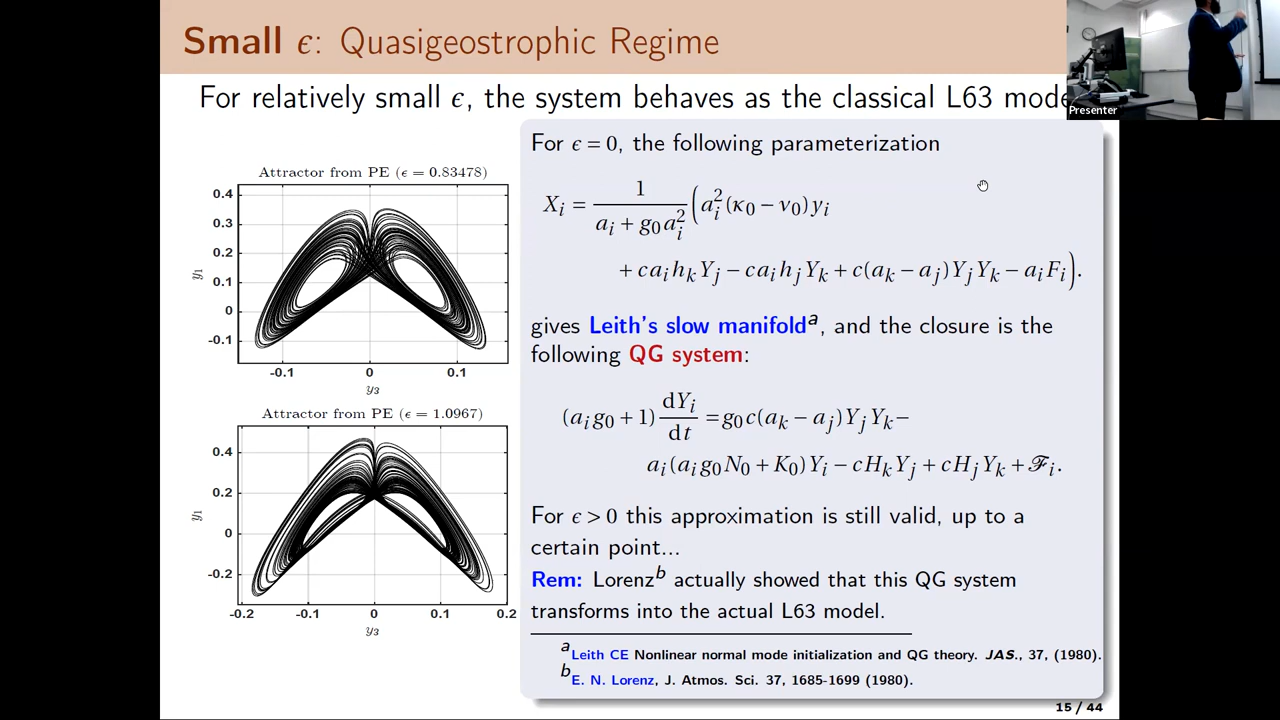 Small ϵ: Quasigeostrophic Regime
For relatively small ϵ, the system behaves as the classical L63 mode
Presenter
Attractor from PE (ϵ = 0.83478)
0.4
0.3
0.2
0.1
0
-0.1
y₁
-0.1 0 0.1
y₃
Attractor from PE (ϵ = 1.0967)
0.4
0.2
0
-0.2
y₁
-0.2 -0.1 0 0.1 0.2
y₃
For ϵ = 0, the following parameterization
X_i = 1/(a_i + g_0 a_i^2) (a_i^2(κ_0 − ν_0)y_i
+ ca_i h_k Y_j − ca_i h_j Y_k + c(a_k − a_j)Y_j Y_k − a_i F_i).
gives Leith's slow manifold^a, and the closure is the
following QG system:
(a_i g_0 + 1) dY_i/dt = g_0 c(a_k − a_j)Y_j Y_k −
a_i(a_i g_0 N_0 + K_0)Y_i − cH_k Y_j + cH_j Y_k + ℱ_i.
For ϵ > 0 this approximation is still valid, up to a
certain point...
Rem: Lorenz^b actually showed that this QG system
transforms into the actual L63 model.
a Leith CE Nonlinear normal mode initialization and QG theory. JAS., 37, (1980).
b E. N. Lorenz, J. Atmos. Sci. 37, 1685-1699 (1980).
15 / 44